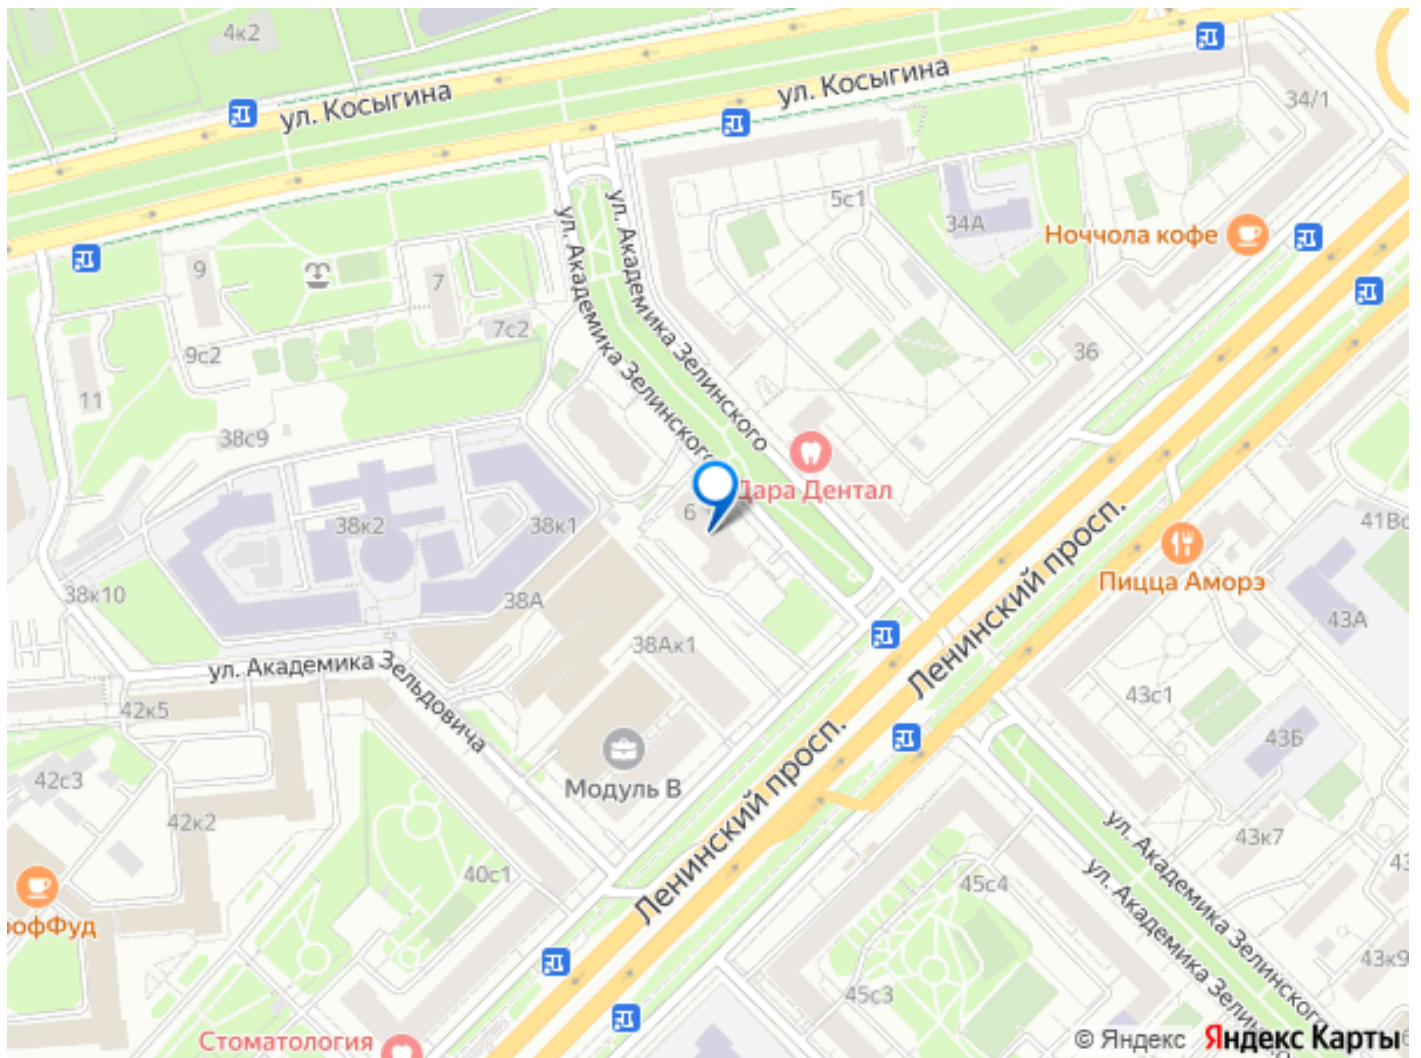 4к2
ул. Косыгина
ул. Косыгина
34/1
5с1
34А
Ноччола кофе
ул. Академика Зелинского
ул. Академика Зелинского
9
7
7с2
9с2
36
11
38с9
Дара Дентал
6
38к2
38к1
41Вс
Ленинский просп.
Пицца Аморэ
38к10
38А
43А
38Ак1
ул. Академика Зельдовича
43с1
42к5
43Б
Модуль В
Ленинский просп.
42с3
42к2
43к7
ул. Академика Зелинского
43
ул. Академика Зелинс
40с1
45с4
рофФуд
43к9
45с3
Стоматология
© Яндекс Яндекс Карты